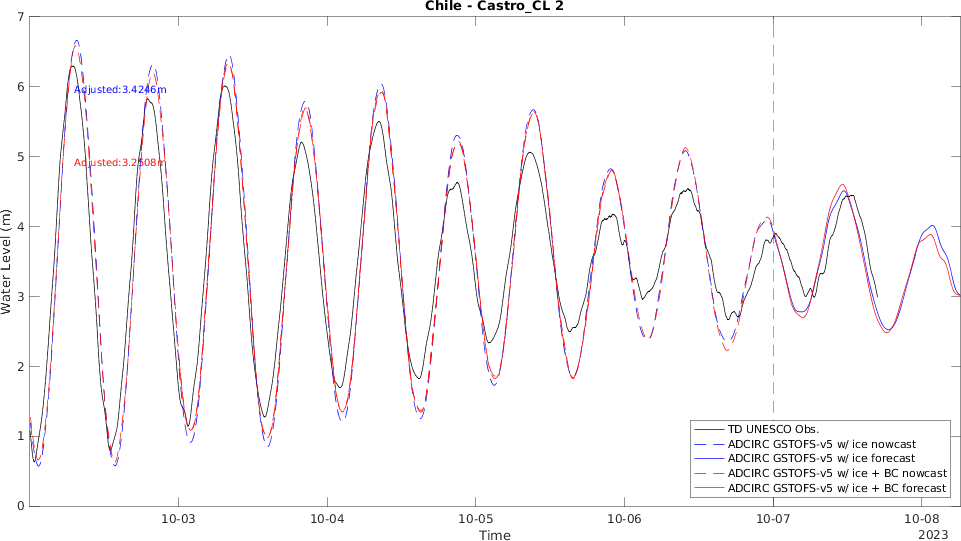 Chile - Castro_CL 2
7
6
5
4
3
2
1
0
Water Level (m)
Adjusted:3.4246m
Adjusted:3.2508m
TD UNESCO Obs.
ADCIRC GSTOFS-v5 w/ ice nowcast
ADCIRC GSTOFS-v5 w/ ice forecast
ADCIRC GSTOFS-v5 w/ ice + BC nowcast
ADCIRC GSTOFS-v5 w/ ice + BC forecast
10-03 10-04 10-05 10-06 10-07 10-08
Time
2023